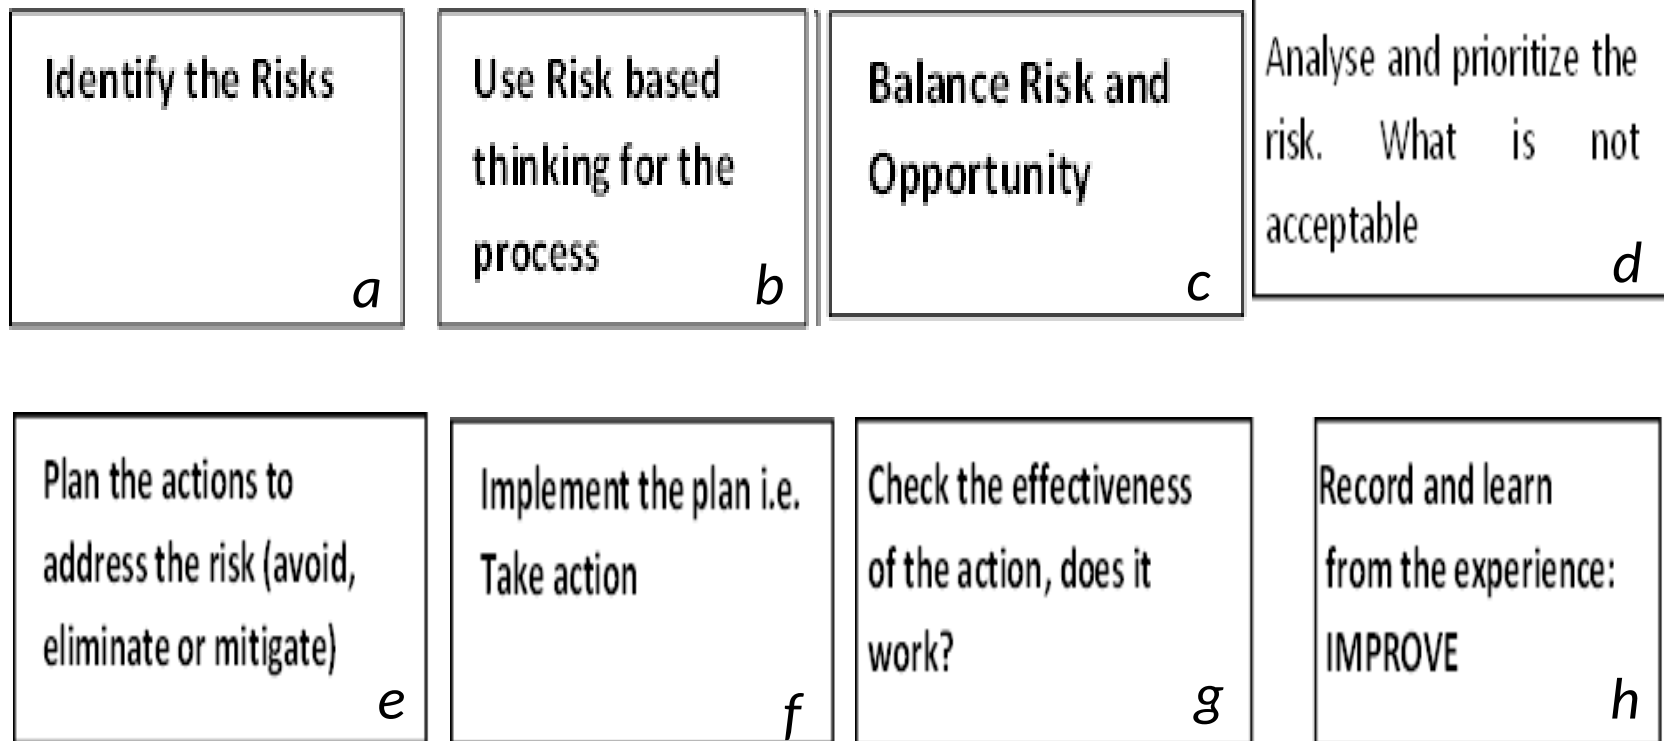 Identify the Risks
a
Use Risk based
thinking for the
process
b
Balance Risk and
Opportunity
c
Analyse and prioritize the
risk. What is not
acceptable
d
Plan the actions to
address the risk (avoid,
eliminate or mitigate)
e
Implement the plan i.e.
Take action
f
Check the effectiveness
of the action, does it
work?
g
Record and learn
from the experience:
IMPROVE
h